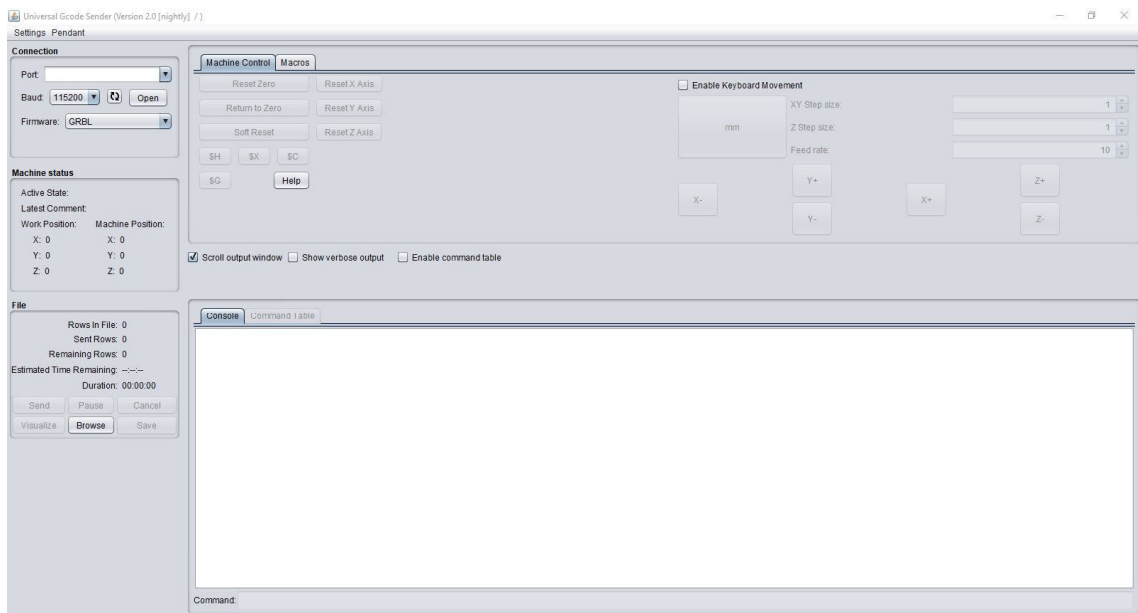 Universal Gcode Sender (Version 2.0 [nightly] / )
Settings Pendant
Connection
Port:
Baud: 115200 Open
Firmware: GRBL
Machine status
Active State:
Latest Comment:
Work Position: Machine Position:
X: 0 X: 0
Y: 0 Y: 0
Z: 0 Z: 0
File
Rows In File: 0
Sent Rows: 0
Remaining Rows: 0
Estimated Time Remaining: --:--:--
Duration: 00:00:00
Send Pause Cancel
Visualize Browse Save
Machine Control Macros
Reset Zero Reset X Axis
Return to Zero Reset Y Axis
Soft Reset Reset Z Axis
$H $X $C
$G Help
Enable Keyboard Movement
mm
XY Step size: 1
Z Step size: 1
Feed rate: 10
Y+ Z+
X- X+
Y- Z-
Scroll output window Show verbose output Enable command table
Console Command Table
Command: